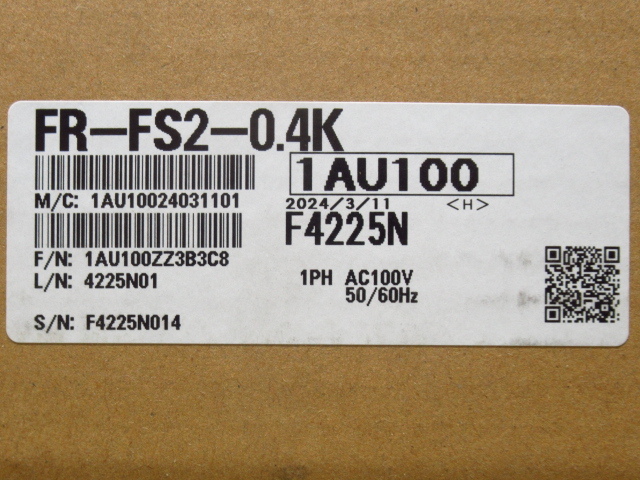 FR-FS2-0.4K
1AU100
M/C: 1AU10024031101
2024/3/11 <H>
F4225N
F/N: 1AU100ZZ3B3C8
L/N: 4225N01
1PH AC100V
50/60Hz
S/N: F4225N014